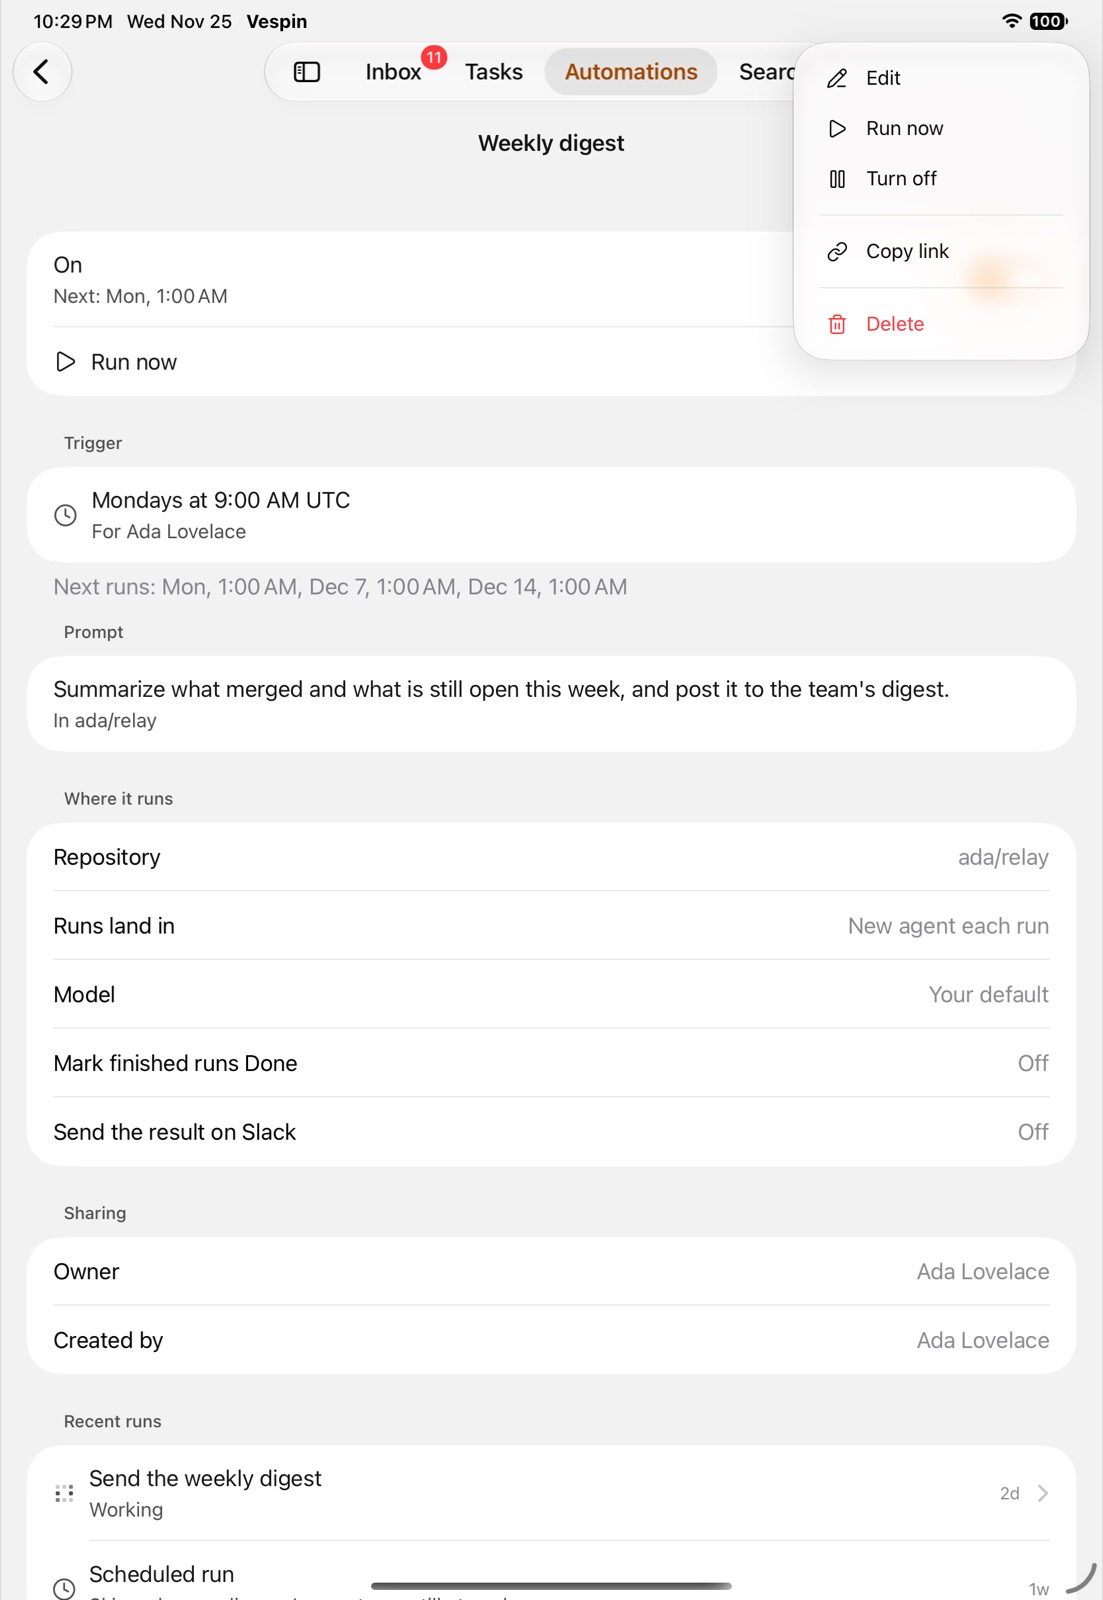 10:29 PM Wed Nov 25 Vespin
100
Inbox
11
Tasks
Automations
Searc
Edit
Run now
Turn off
Copy link
Delete
Weekly digest
On
Next: Mon, 1:00 AM
Run now
Trigger
Mondays at 9:00 AM UTC
For Ada Lovelace
Next runs: Mon, 1:00 AM, Dec 7, 1:00 AM, Dec 14, 1:00 AM
Prompt
Summarize what merged and what is still open this week, and post it to the team's digest.
In ada/relay
Where it runs
Repository
ada/relay
Runs land in
New agent each run
Model
Your default
Mark finished runs Done
Off
Send the result on Slack
Off
Sharing
Owner
Ada Lovelace
Created by
Ada Lovelace
Recent runs
Send the weekly digest
Working
2d
Scheduled run
1w